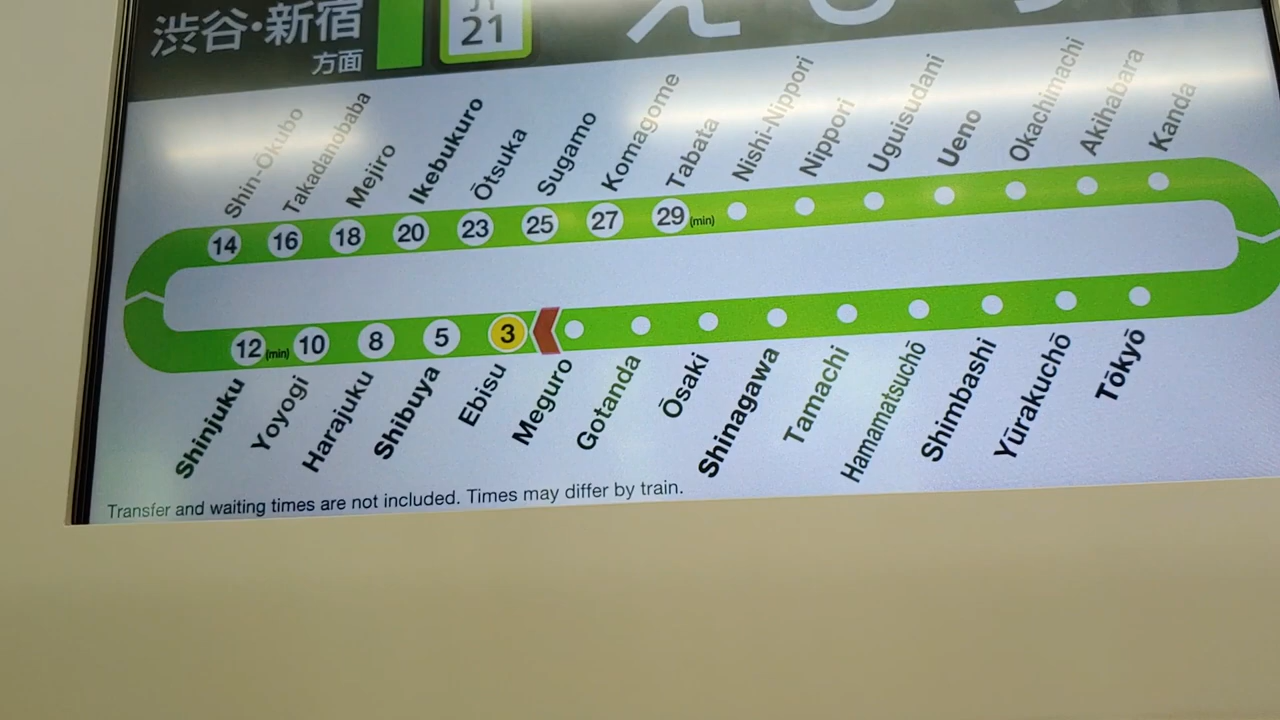 渋谷・新宿
方面
21
Shin-Ōkubo
Takadanobaba
Mejiro
Ikebukuro
Ōtsuka
Sugamo
Komagome
Tabata
Nishi-Nippori
Nippori
Uguisudani
Ueno
Okachimachi
Akihabara
Kanda
14 16 18 20 23 25 27 29 (min)
12 (min) 10 8 5 3
Shinjuku
Yoyogi
Harajuku
Shibuya
Ebisu
Meguro
Gotanda
Ōsaki
Shinagawa
Tamachi
Hamamatsuchō
Shimbashi
Yūrakuchō
Tōkyō
Transfer and waiting times are not included. Times may differ by train.